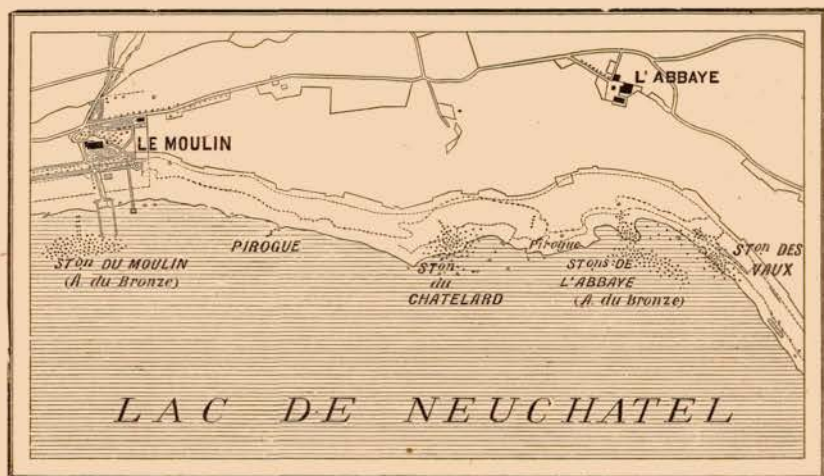 L'ABBAYE
LE MOULIN
PIROGUE
Pirogue
Ston DU MOULIN
(A. du Bronze)
Ston
du
CHATELARD
Stons DE
L'ABBAYE
(A. du Bronze)
Ston DES
VAUX
LAC DE NEUCHATEL